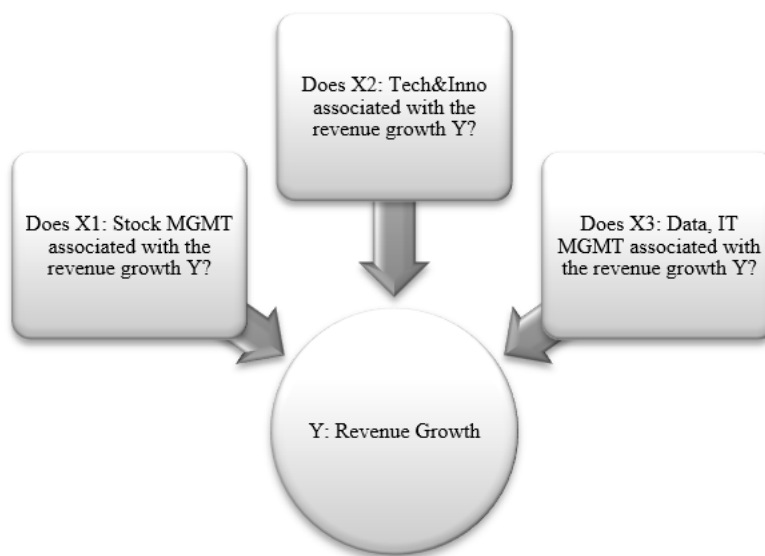 Does X2: Tech&Inno
associated with the
revenue growth Y?
Does X1: Stock MGMT
associated with the
revenue growth Y?
Does X3: Data, IT
MGMT associated with
the revenue growth Y?
Y: Revenue Growth